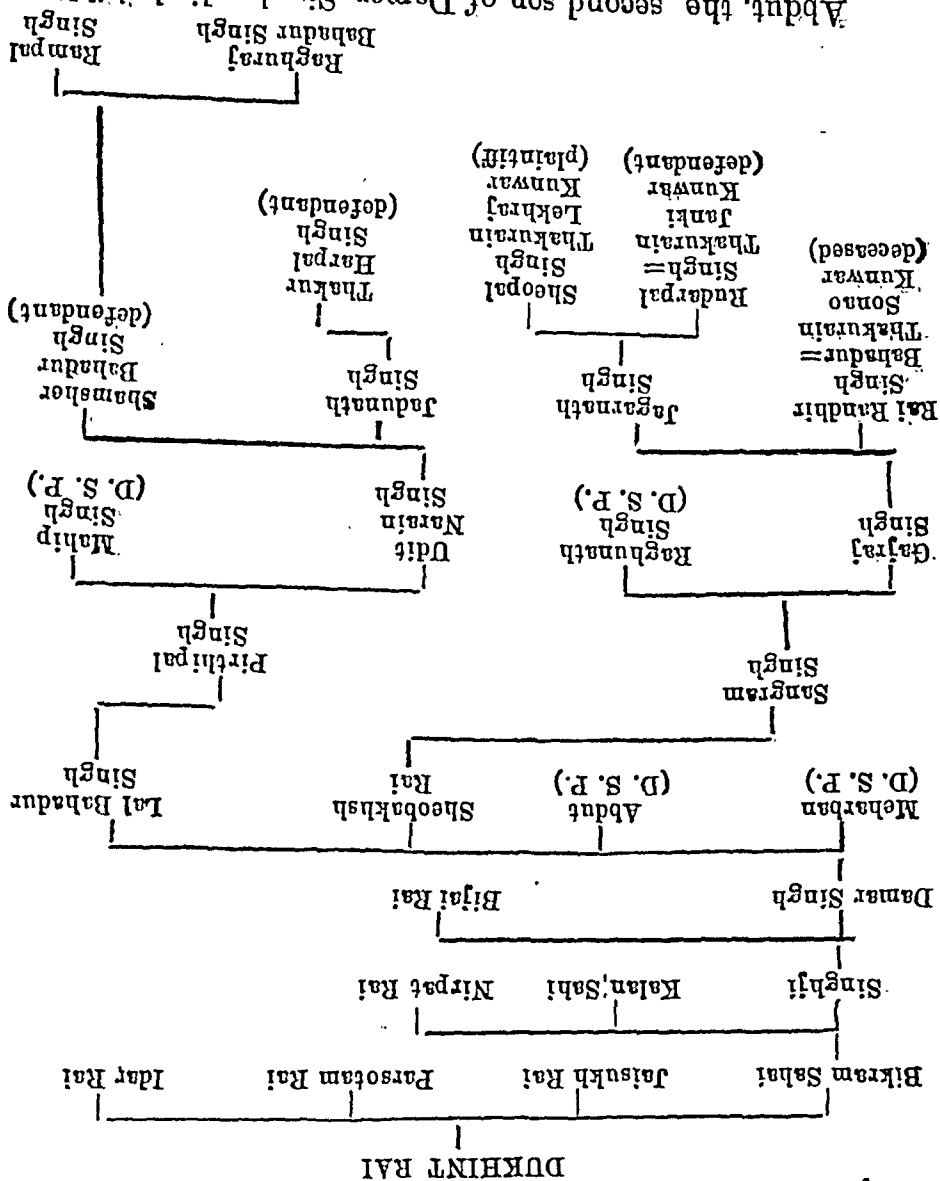 DUKHINT RAI
Bikram Sahai Jaisukh Rai Parsotam Rai Idar Rai
Singhji Kalan Sahi Nirpat Rai
Damar Singh Bijai Rai
Meharban
(D. S. P.)
Abdut
(D. S. P.)
Sheobakhsh
Rai
Lal Bahadur
Singh
Sangram
Singh
Pirthipal
Singh
Gajraj
Singh
Raghunath
Singh
(D. S. P.)
Udit
Narain
Singh
Mahip
Singh
(D. S. P.)
Rai Randhir
Singh
Bahadur=
Thakurain
Sonao
Kunwar
(deceased)
Jagarnath
Singh
Jadunath
Singh
Shamsher
Bahadur
Singh
(defendant)
Rudarpal
Singh=
Thakurain
Janki
Kunwar
(defendant)
Sheopal
Singh
Thakurain
Lekhraj
Kunwar
(plaintiff)
Thakur
Harpal
Singh
(defendant)
Raghuraj
Bahadur Singh
Rampal
Singh
Abdut, the second son of Damar